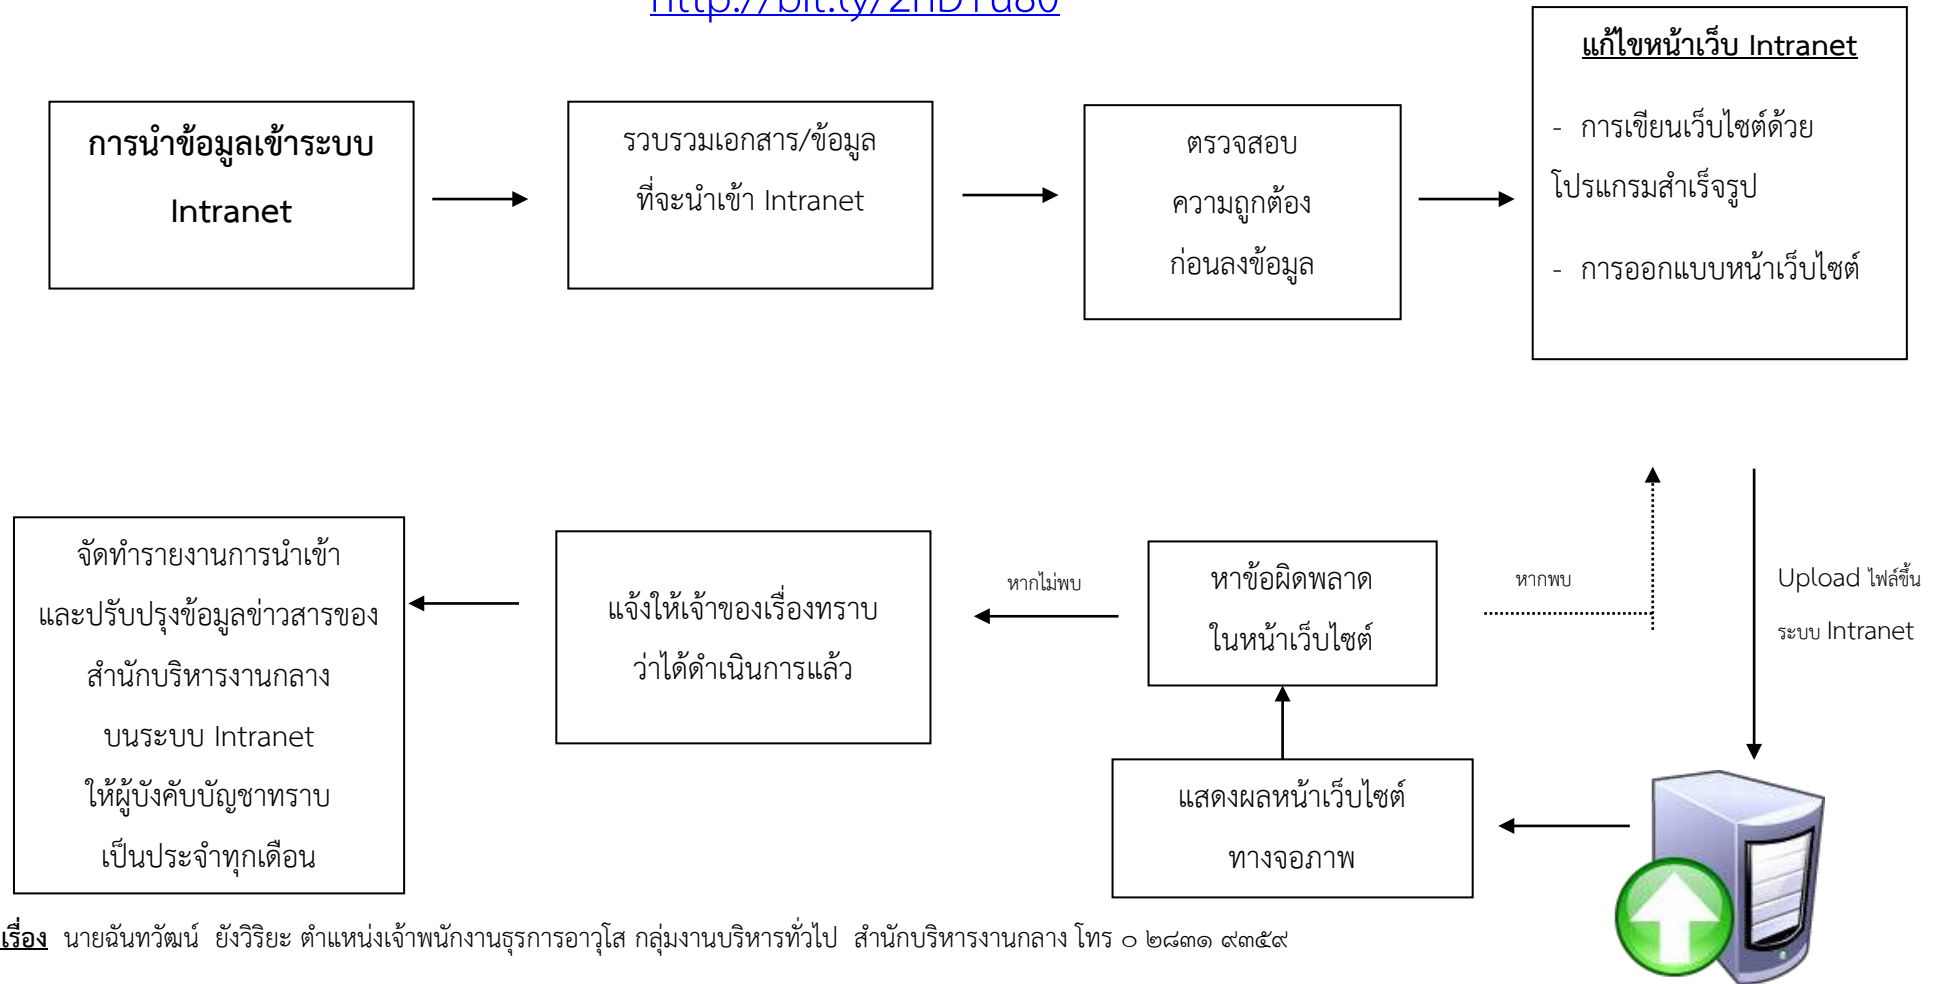 การนำข้อมูลเข้าระบบ
Intranet
รวบรวมเอกสาร/ข้อมูล
ที่จะนำเข้า Intranet
ตรวจสอบ
ความถูกต้อง
ก่อนลงข้อมูล
แก้ไขหน้าเว็บ Intranet
- การเขียนเว็บไซต์ด้วย
โปรแกรมสำเร็จรูป
- การออกแบบหน้าเว็บไซต์
Upload ไฟล์ขึ้น
ระบบ Intranet
แสดงผลหน้าเว็บไซต์
ทางจอภาพ
หาข้อผิดพลาด
ในหน้าเว็บไซต์
หากพบ
หากไม่พบ
แจ้งให้เจ้าของเรื่องทราบ
ว่าได้ดำเนินการแล้ว
จัดทำรายงานการนำเข้า
และปรับปรุงข้อมูลข่าวสารของ
สำนักบริหารงานกลาง
บนระบบ Intranet
ให้ผู้บังคับบัญชาทราบ
เป็นประจำทุกเดือน
เรื่อง นายฉันทวัฒน์ ยังวิริยะ ตำแหน่งเจ้าพนักงานธุรการอาวุโส กลุ่มงานบริหารทั่วไป สำนักบริหารงานกลาง โทร ๐ ๒๘๓๑ ๙๓๕๙